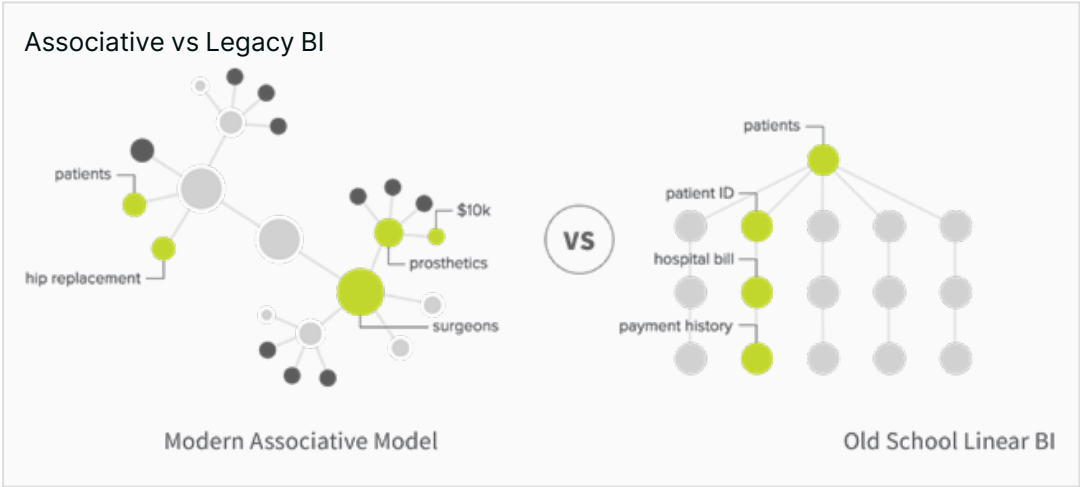 Associative vs Legacy BI
patients
hip replacement
$10k
prosthetics
surgeons
Modern Associative Model
VS
patients
patient ID
hospital bill
payment history
Old School Linear BI